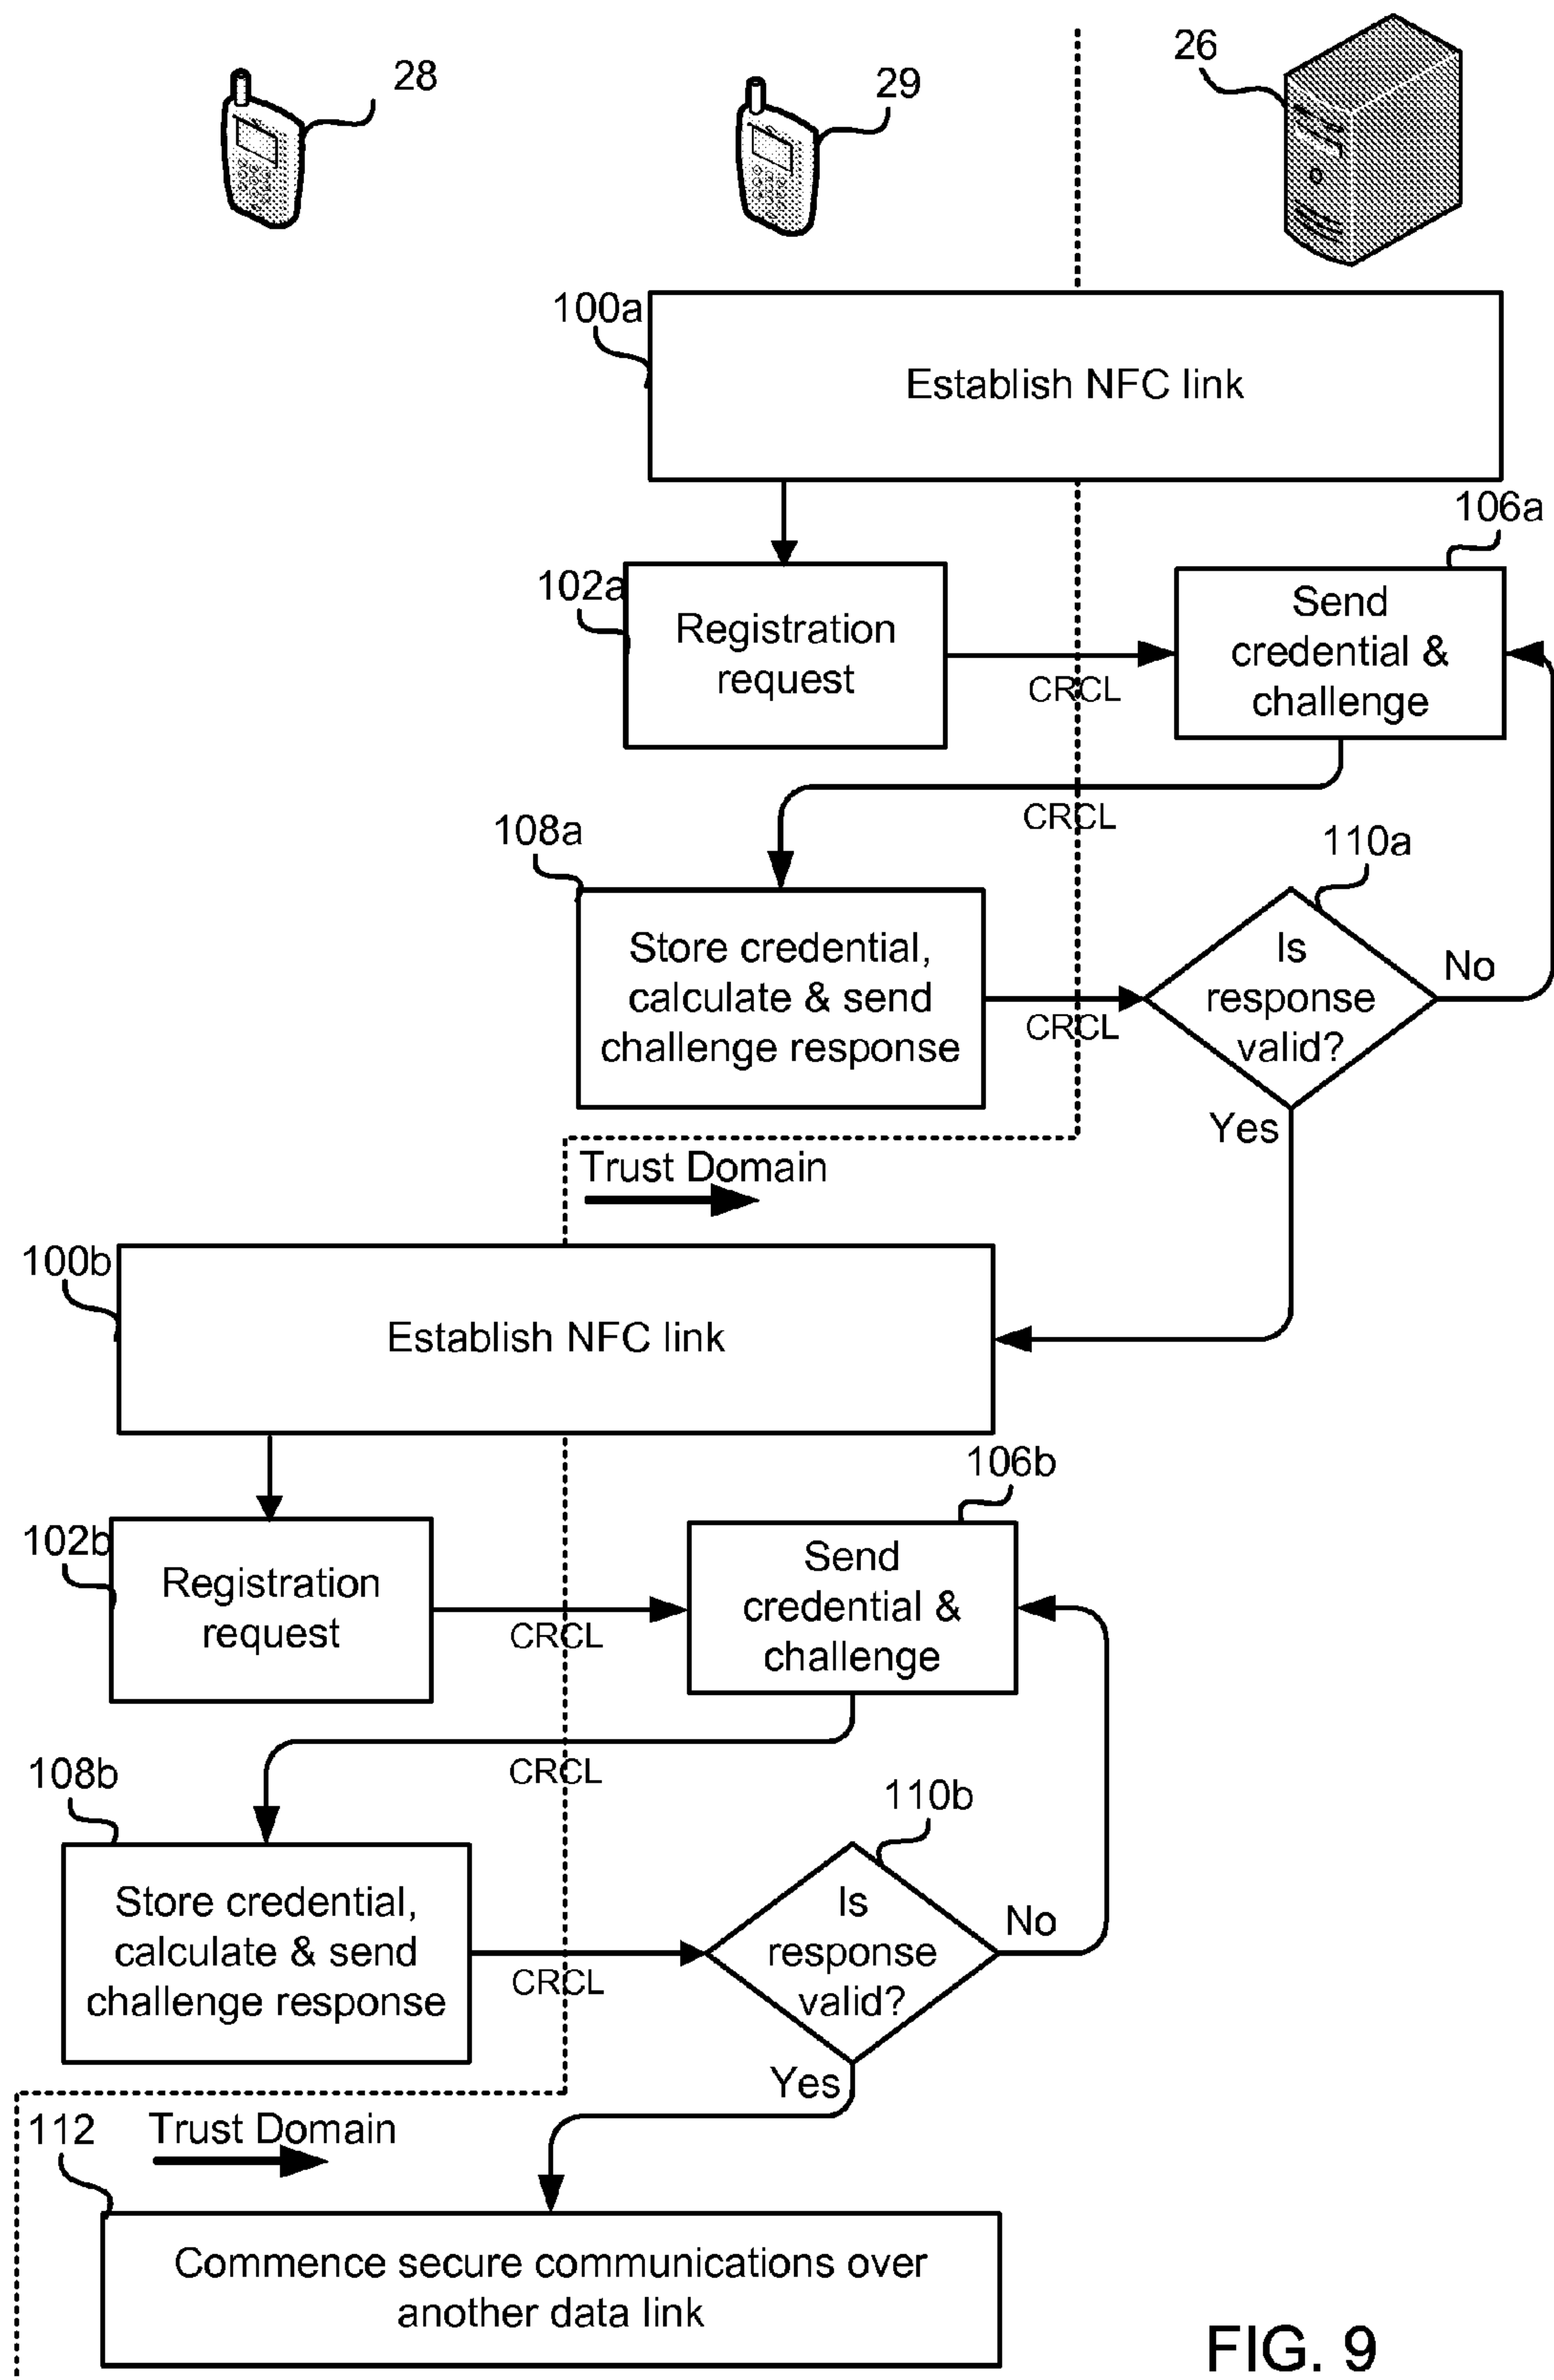 28
29
26
100a
Establish NFC link
106a
102a
Registration
request
CRCL
Send
credential &
challenge
CRCL
108a
110a
Store credential,
calculate & send
challenge response
CRCL
Is
response
valid?
No
Yes
Trust Domain
100b
Establish NFC link
106b
102b
Registration
request
CRCL
Send
credential &
challenge
CRCL
108b
110b
Store credential,
calculate & send
challenge response
CRCL
Is
response
valid?
No
Yes
112
Trust Domain
Commence secure communications over
another data link
FIG. 9